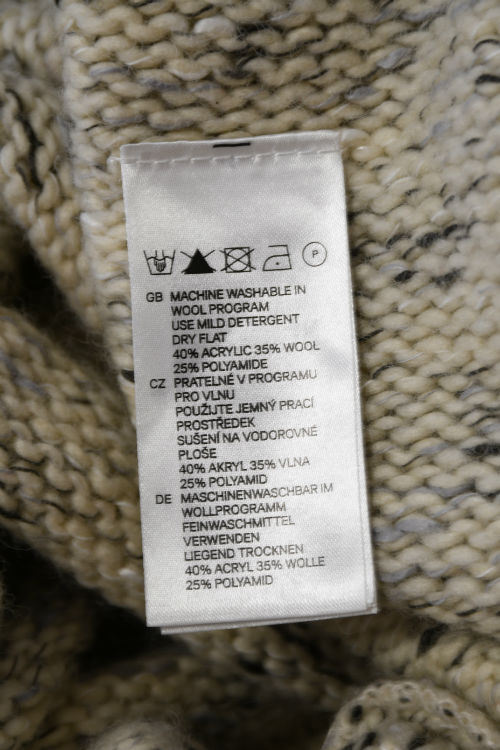 P
GB MACHINE WASHABLE IN
WOOL PROGRAM
USE MILD DETERGENT
DRY FLAT
40% ACRYLIC 35% WOOL
25% POLYAMIDE
CZ PRATELNÉ V PROGRAMU
PRO VLNU
POUŽIJTE JEMNÝ PRACÍ
PROSTŘEDEK
SUŠENÍ NA VODOROVNÉ
PLOŠE
40% AKRYL 35% VLNA
25% POLYAMID
DE MASCHINENWASCHBAR IM
WOLLPROGRAMM
FEINWASCHMITTEL
VERWENDEN
LIEGEND TROCKNEN
40% ACRYL 35% WOLLE
25% POLYAMID